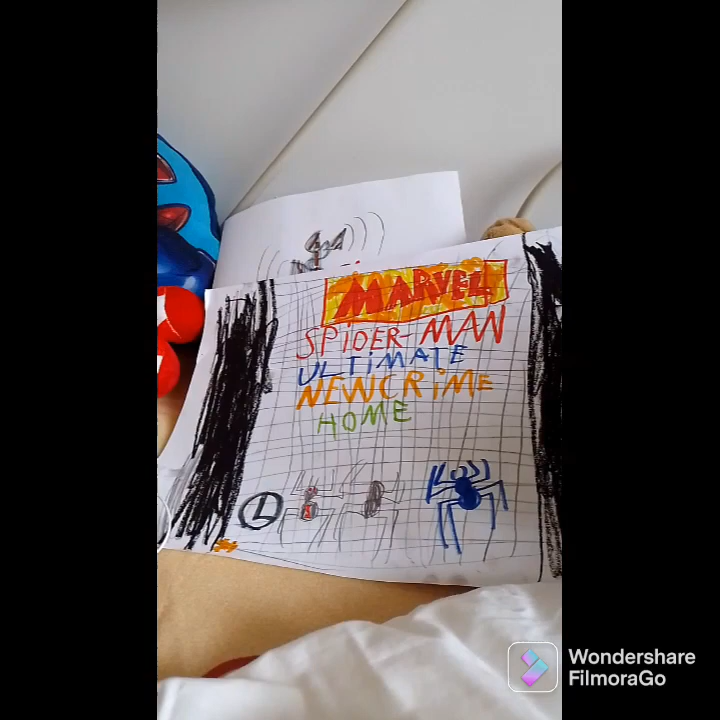 MARVEL
SPIDER-MAN
ULTiMATE
NEWCRiME
HOME
L
Wondershare
FilmoraGo